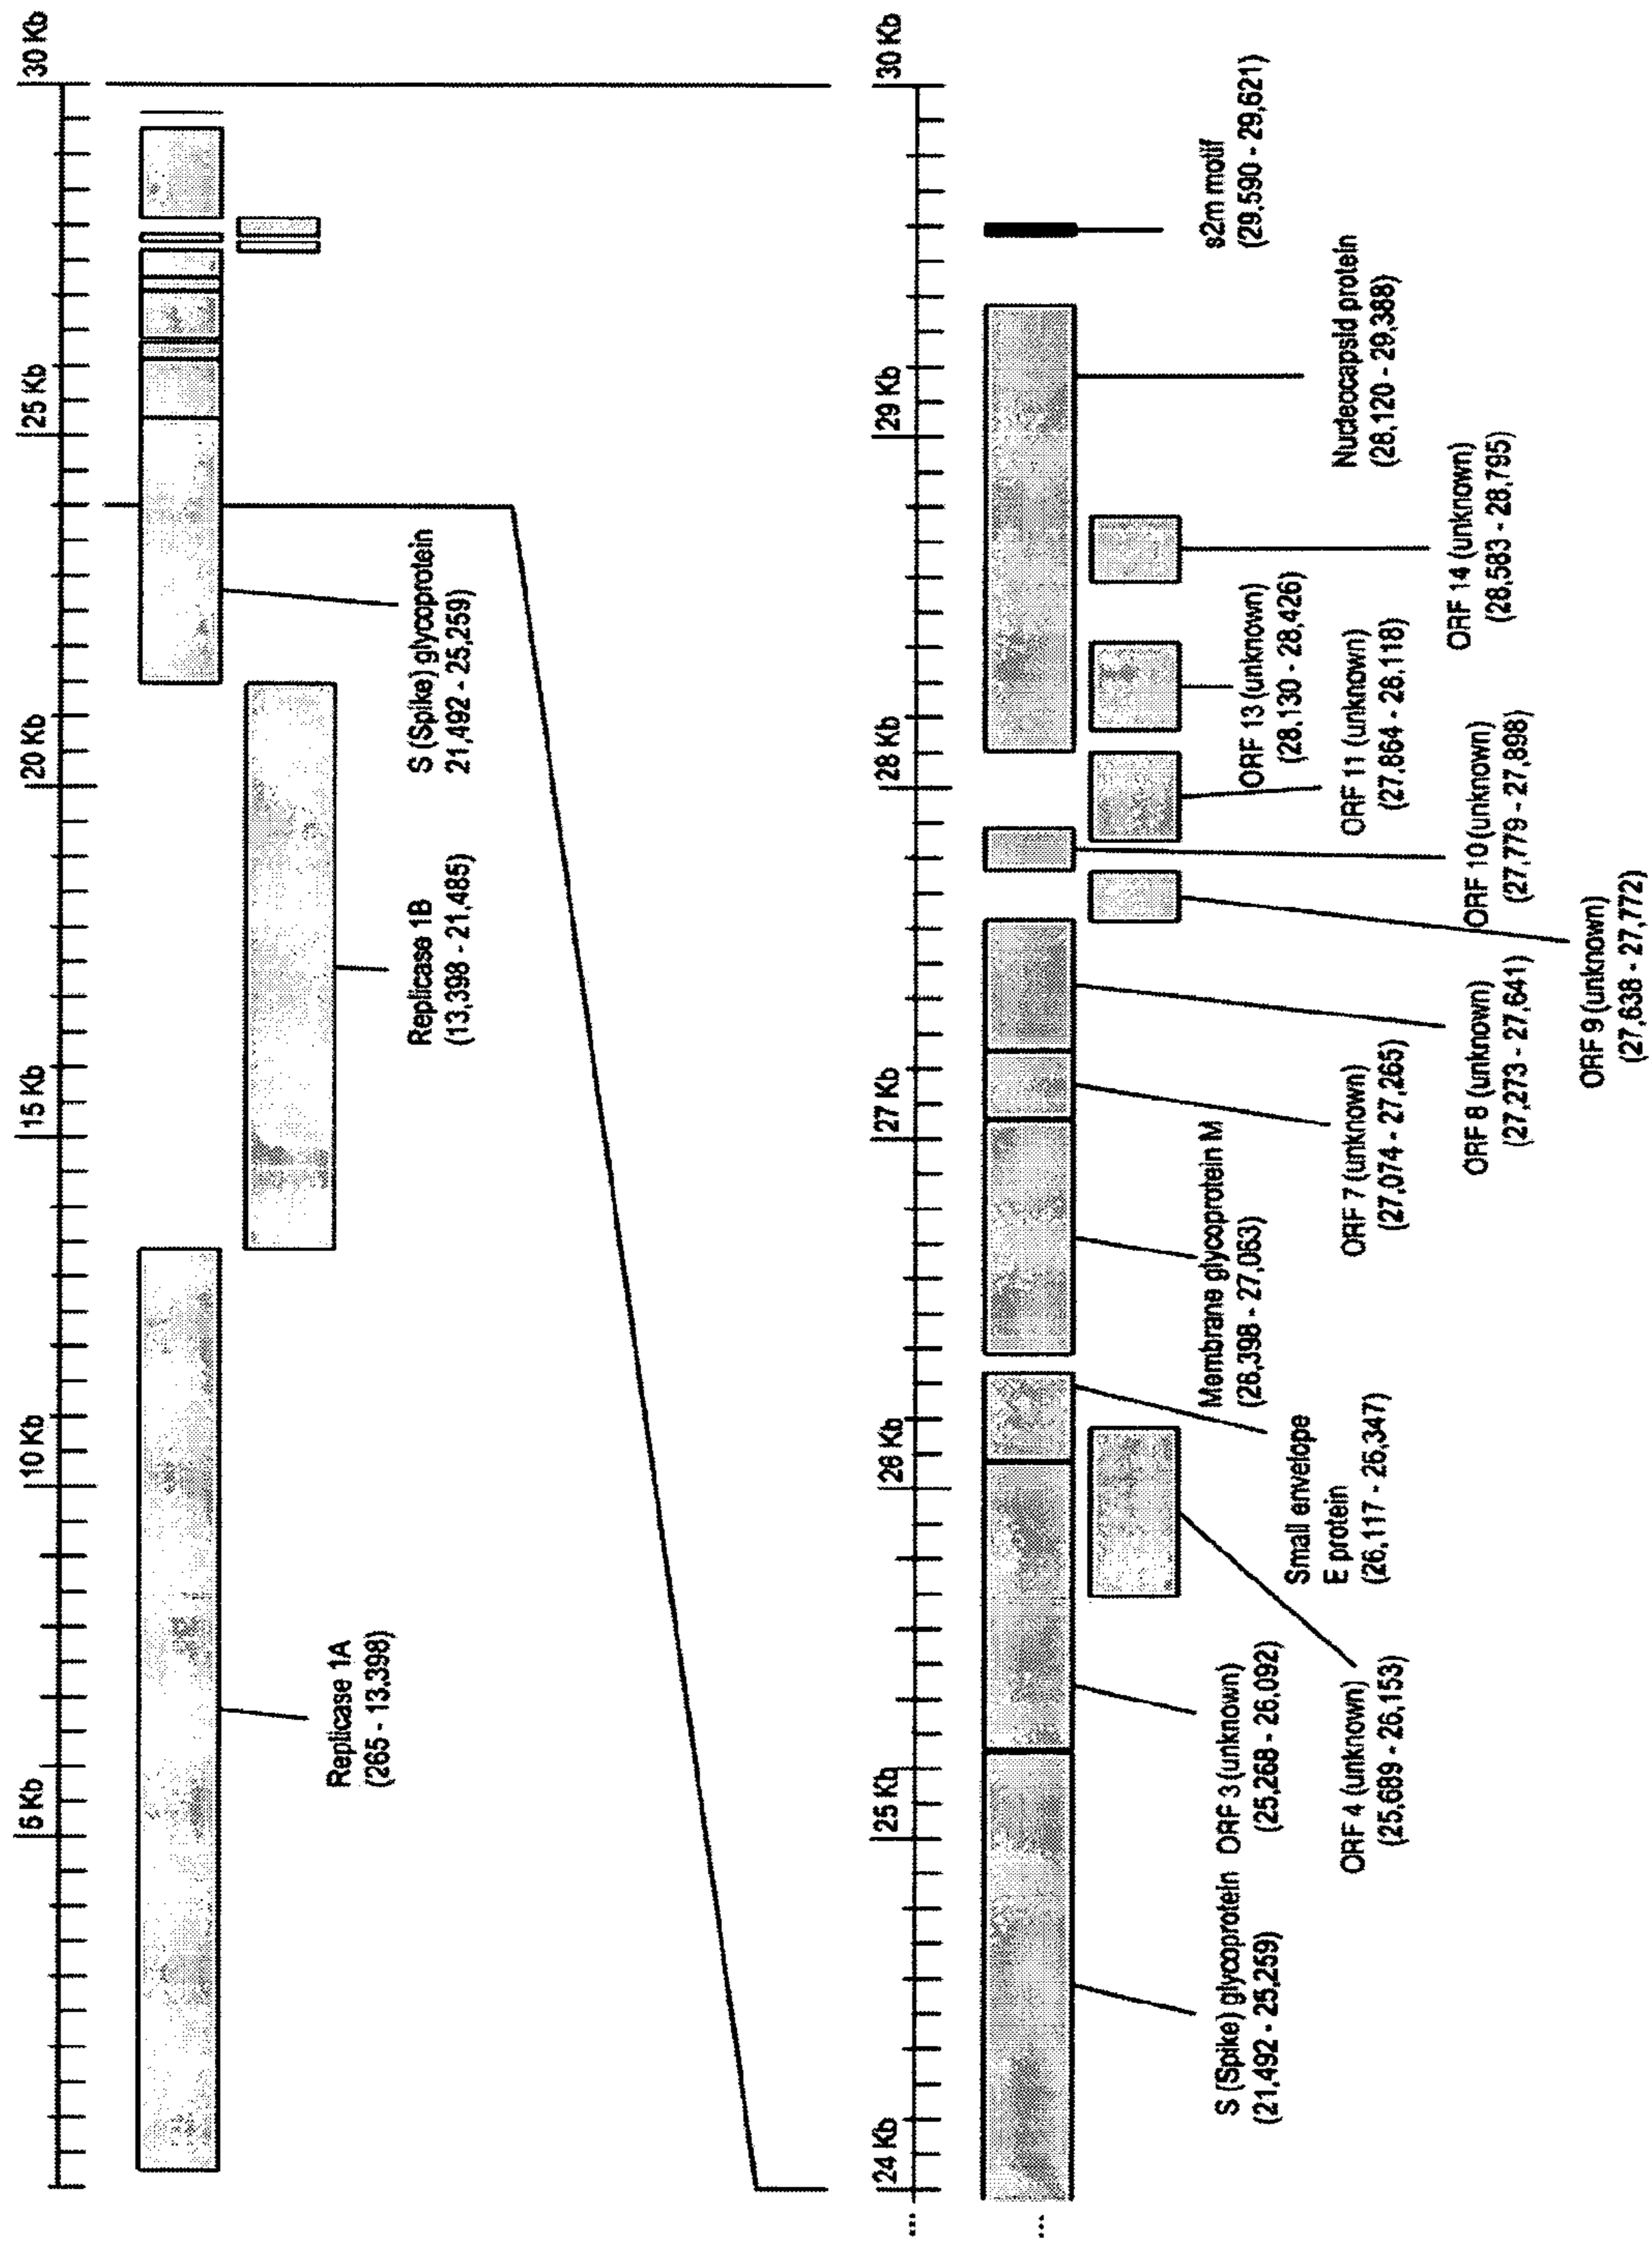 5 Kb
10 Kb
15 Kb
20 Kb
25 Kb
30 Kb
Replicase 1A
(265 - 13,398)
Replicase 1B
(13,398 - 21,485)
S (Spike) glycoprotein
21,492 - 25,259)
24 Kb
25 Kb
26 Kb
27 Kb
28 Kb
29 Kb
30 Kb
...
...
S (Spike) glycoprotein
(21,492 - 25,259)
ORF 3 (unknown)
(25,268 - 26,092)
ORF 4 (unknown)
(25,689 - 26,153)
Small envelope
E protein
(26,117 - 26,347)
Membrane glycoprotein M
(26,398 - 27,063)
ORF 7 (unknown)
(27,074 - 27,265)
ORF 8 (unknown)
(27,273 - 27,641)
ORF 9 (unknown)
(27,638 - 27,772)
ORF 10 (unknown)
(27,779 - 27,898)
ORF 11 (unknown)
(27,864 - 28,118)
ORF 13 (unknown)
(28,130 - 28,426)
ORF 14 (unknown)
(28,583 - 28,795)
Nucleocapsid protein
(28,120 - 29,388)
s2m motif
(29,590 - 29,621)